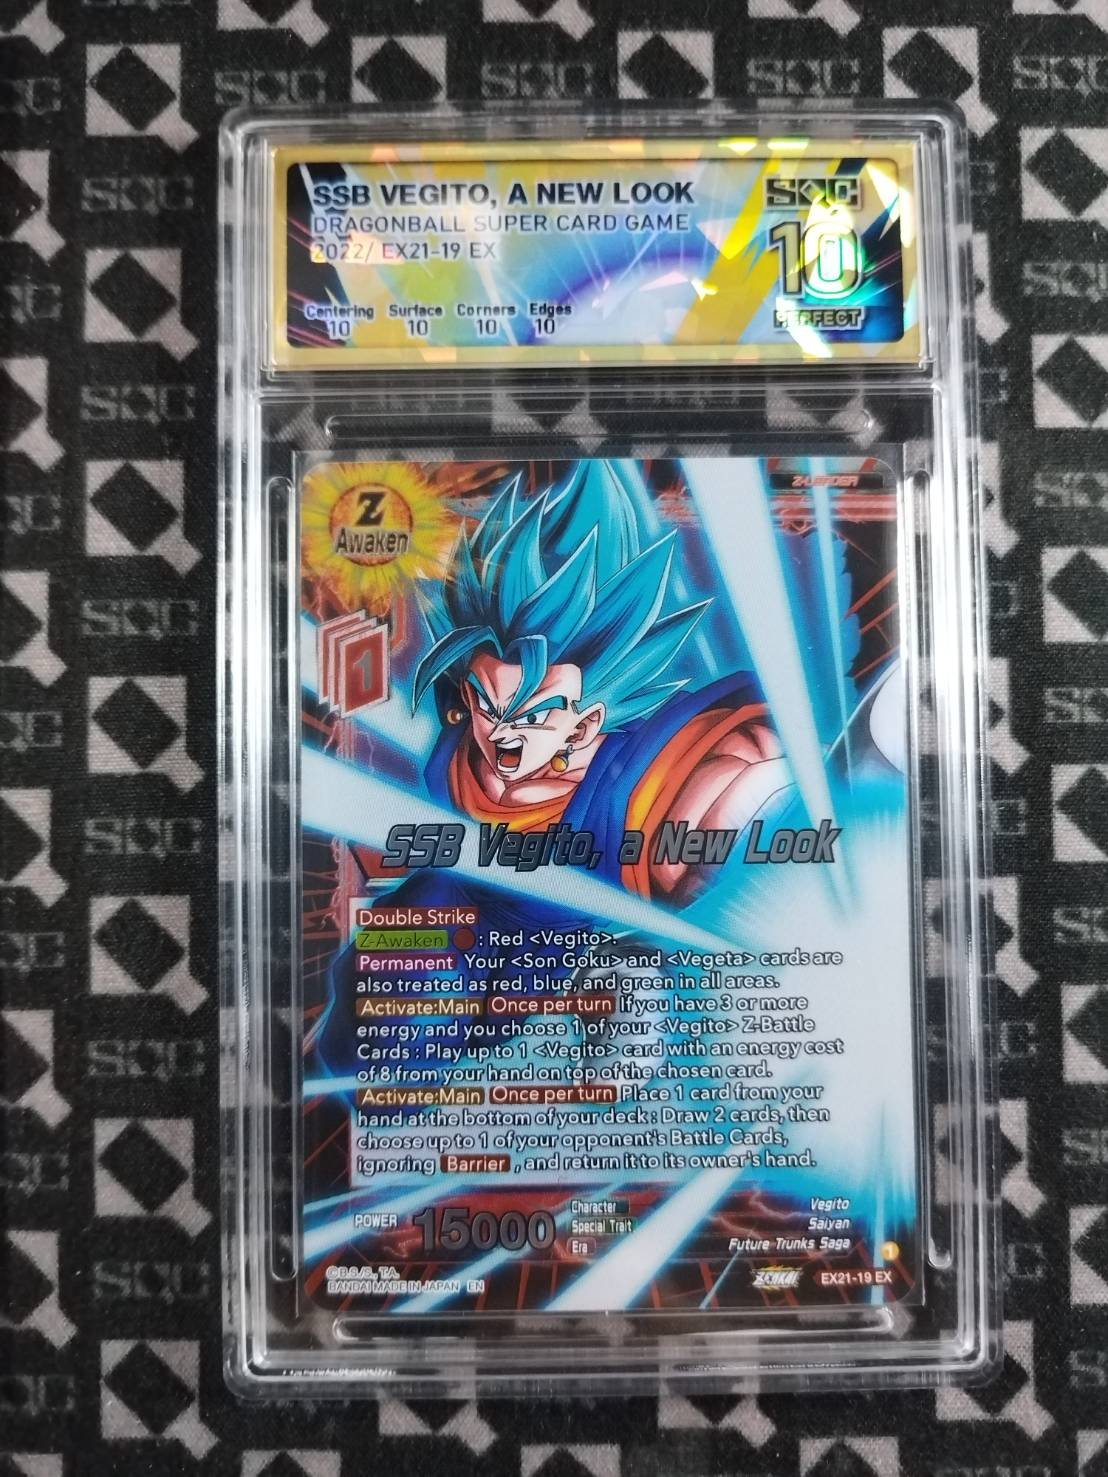 SSB VEGITO, A NEW LOOK
DRAGONBALL SUPER CARD GAME
2022/ EX21-19 EX
SQC
10
PERFECT
Centering Surface Corners Edges
10 10 10 10
Z
Awaken
Z-LEADER
1
SSB Vegito, a New Look
Double Strike
Z-Awaken : Red <Vegito>.
Permanent Your <Son Goku> and <Vegeta> cards are
also treated as red, blue, and green in all areas.
Activate:Main Once per turn If you have 3 or more
energy and you choose 1 of your <Vegito> Z-Battle
Cards : Play up to 1 <Vegito> card with an energy cost
of 8 from your hand on top of the chosen card.
Activate:Main Once per turn Place 1 card from your
hand at the bottom of your deck : Draw 2 cards, then
choose up to 1 of your opponent's Battle Cards,
ignoring Barrier , and return it to its owner's hand.
POWER 15000
Character Vegito
Special Trait Saiyan
Era Future Trunks Saga
1
©B.S./S., T.A.
BANDAI MADE IN JAPAN EN
ZENKAI
EX21-19 EX